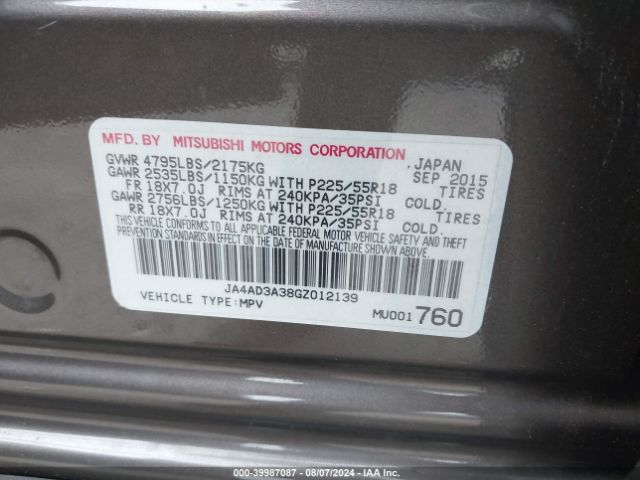 MFD. BY MITSUBISHI MOTORS CORPORATION
GVWR 4795LBS/2175KG , JAPAN
GAWR 2535LBS/1150KG WITH P225/55R18 SEP 2015
FR 18X7.0J RIMS AT 240KPA/35PSI COLD. TIRES
GAWR 2756LBS/1250KG WITH P225/55R18 TIRES
RR 18X7.0J RIMS AT 240KPA/35PSI COLD.
THIS VEHICLE CONFORMS TO ALL APPLICABLE FEDERAL MOTOR VEHICLE SAFETY AND THEFT
PREVENTION STANDARDS IN EFFECT ON THE DATE OF MANUFACTURE SHOWN ABOVE.
JA4AD3A38GZ012139
VEHICLE TYPE:MPV
MU001 760
000-39987087 - 08/07/2024 - IAA Inc.